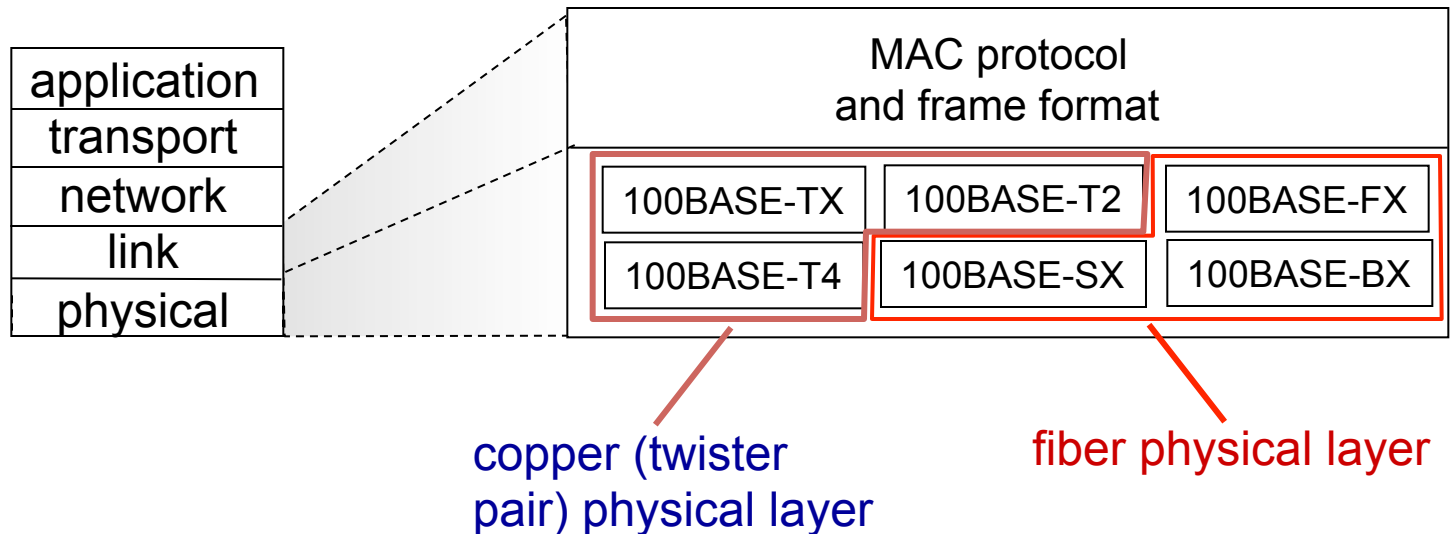 application
transport
network
link
physical
MAC protocol
and frame format
100BASE-TX
100BASE-T2
100BASE-FX
100BASE-T4
100BASE-SX
100BASE-BX
copper (twister
pair) physical layer
fiber physical layer